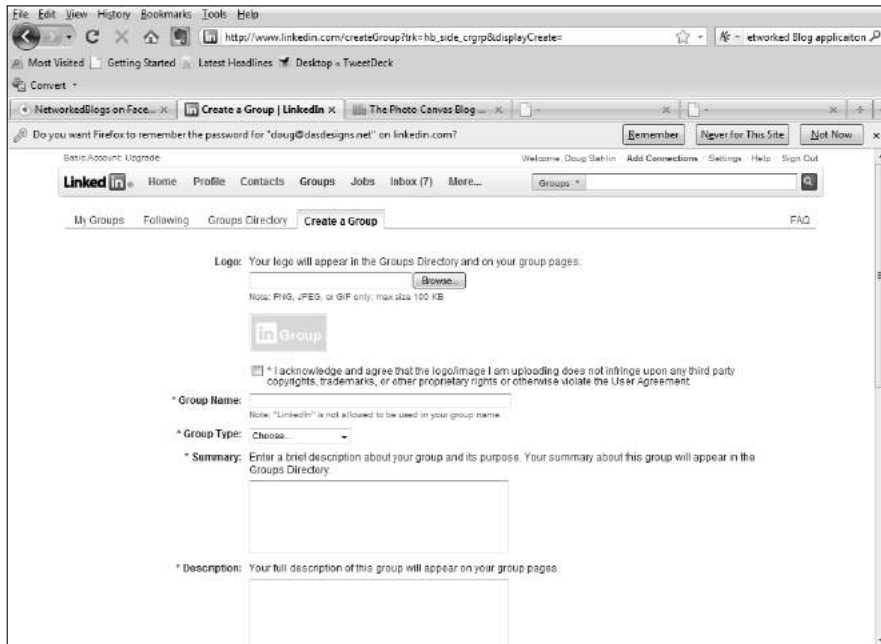 File Edit View History Bookmarks Tools Help
http://www.linkedin.com/createGroup?trk=hb_side_crgrp&displayCreate= etworked Blog applicaiton
Most Visited Getting Started Latest Headlines Desktop « TweetDeck
Convert
NetworkedBlogs on Face... Create a Group | LinkedIn The Photo Canvas Blog ...
Do you want Firefox to remember the password for "doug@dasdesigns.net" on linkedin.com? Remember Never for This Site Not Now
Basic Account: Upgrade Welcome, Doug Sahlin Add Connections Settings Help Sign Out
Linked in Home Profile Contacts Groups Jobs Inbox (7) More... Groups
My Groups Following Groups Directory Create a Group FAQ
Logo: Your logo will appear in the Groups Directory and on your group pages.
Browse...
Note: PNG, JPEG, or GIF only; max size 100 KB
in Group
* I acknowledge and agree that the logo/image I am uploading does not infringe upon any third party
copyrights, trademarks, or other proprietary rights or otherwise violate the User Agreement.
* Group Name:
Note: "LinkedIn" is not allowed to be used in your group name.
* Group Type: Choose...
* Summary: Enter a brief description about your group and its purpose. Your summary about this group will appear in the
Groups Directory.
* Description: Your full description of this group will appear on your group pages.